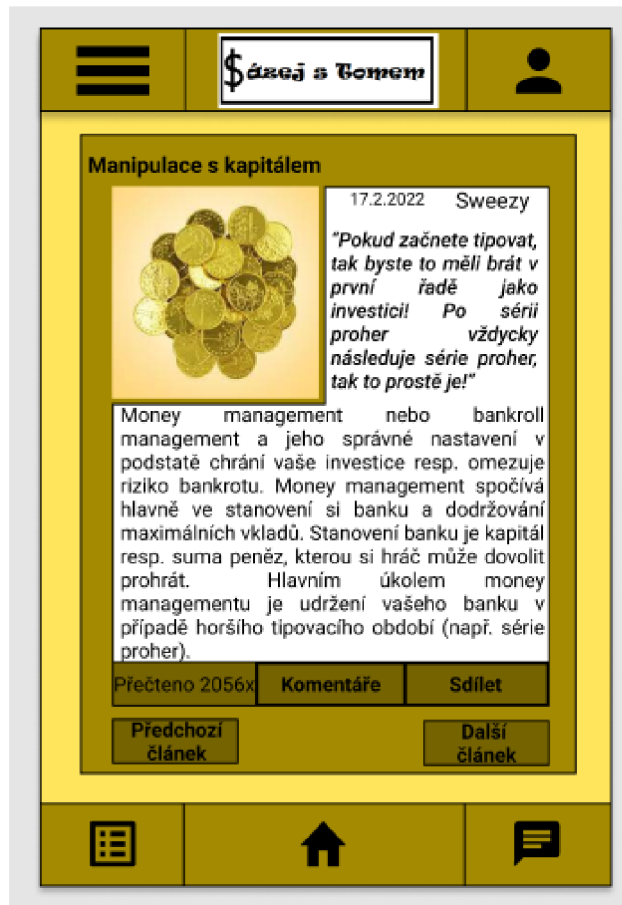 $ázej s Tomem
Manipulace s kapitálem
17.2.2022 Sweezy
"Pokud začnete tipovat,
tak byste to měli brát v
první řadě jako
investici! Po sérii
proher vždycky
následuje série proher,
tak to prostě je!"
Money management nebo bankroll
management a jeho správné nastavení v
podstatě chrání vaše investice resp. omezuje
riziko bankrotu. Money management spočívá
hlavně ve stanovení si banku a dodržování
maximálních vkladů. Stanovení banku je kapitál
resp. suma peněz, kterou si hráč může dovolit
prohrát. Hlavním úkolem money
managementu je udržení vašeho banku v
případě horšího tipovacího období (např. série
proher).
Přečteno 2056x Komentáře Sdílet
Předchozí
článek
Další
článek